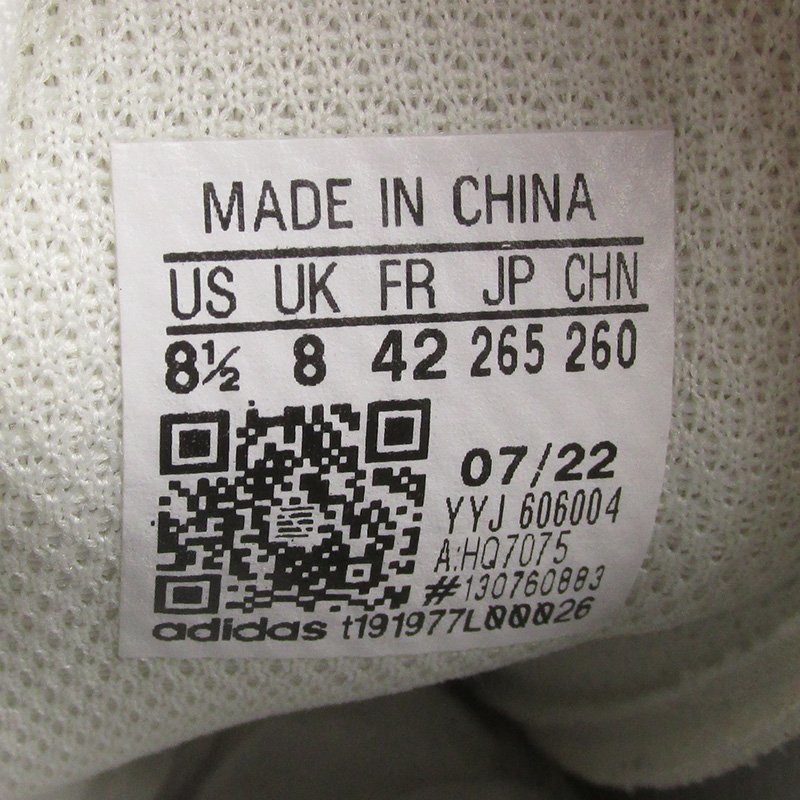 MADE IN CHINA
US UK FR JP CHN
8½ 8 42 265 260
07/22
YYJ 606004
A:HQ7075
#130760883
adidas t191977L00026